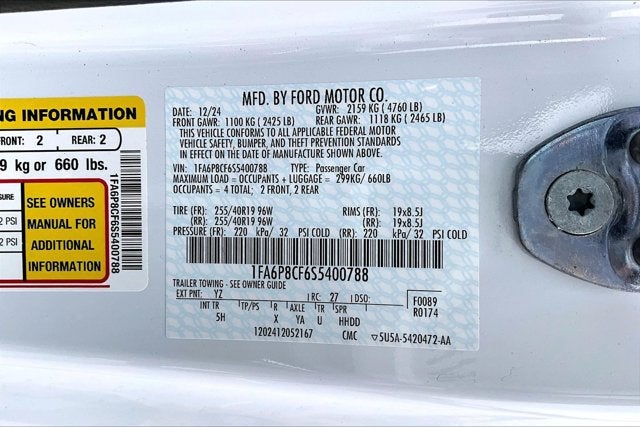 NG INFORMATION
FRONT: 2 REAR: 2
9 kg or 660 lbs.
SURE
2 PSI
2 PSI
SEE OWNERS
MANUAL FOR
ADDITIONAL
INFORMATION
1FA6P8CF6S5400788
MFD. BY FORD MOTOR CO.
DATE: 12/24 GVWR: 2159 KG ( 4760 LB)
FRONT GAWR: 1100 KG ( 2425 LB) REAR GAWR: 1118 KG ( 2465 LB)
THIS VEHICLE CONFORMS TO ALL APPLICABLE FEDERAL MOTOR
VEHICLE SAFETY, BUMPER, AND THEFT PREVENTION STANDARDS
IN EFFECT ON THE DATE OF MANUFACTURE SHOWN ABOVE.
VIN: 1FA6P8CF6S5400788 TYPE: Passenger Car
MAXIMUM LOAD = OCCUPANTS + LUGGAGE = 299KG/660LB
OCCUPANTS = 4 TOTAL: 2 FRONT, 2 REAR
TIRE (FR): 255/40R19 96W RIMS (FR): 19x8.5J
(RR): 255/40R19 96W (RR): 19x8.5J
PRESSURE (FR): 220 kPa/ 32 PSI COLD (RR): 220 kPa/ 32 PSI COLD
1FA6P8CF6S5400788
TRAILER TOWING - SEE OWNER GUIDE
EXT PNT: YZ RC: 27 DSO: F0089
INT TR TP/PS R AXLE TR SPR R0174
5H X YA U HHDD
1202412052167 CMC 5U5A-5420472-AA